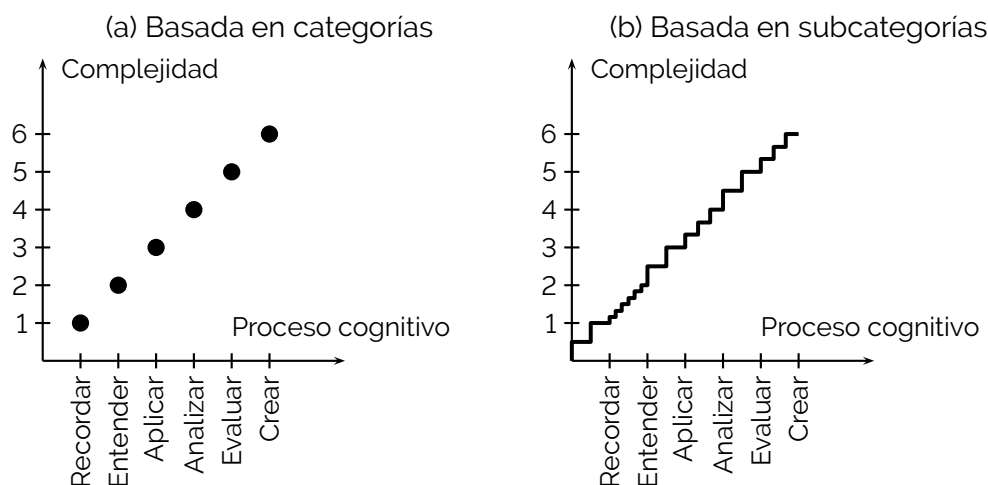 (a) Basada en categorías
Complejidad
6
5
4
3
2
1
Proceso cognitivo
Recordar
Entender
Aplicar
Analizar
Evaluar
Crear
(b) Basada en subcategorías
Complejidad
6
5
4
3
2
1
Proceso cognitivo
Recordar
Entender
Aplicar
Analizar
Evaluar
Crear